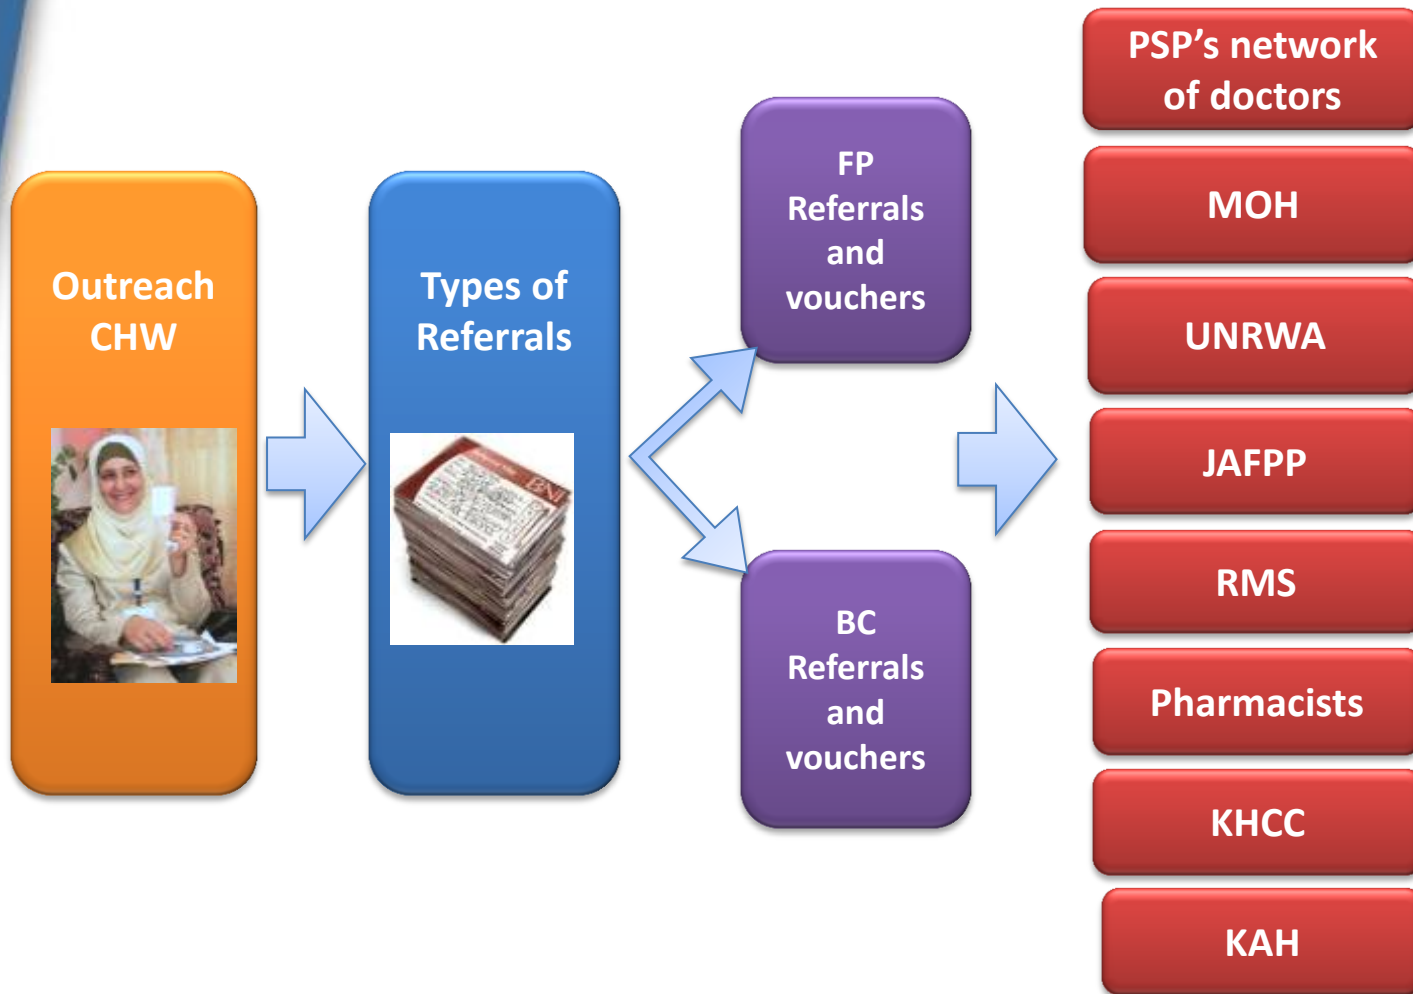 Outreach
CHW
Types of
Referrals
BNI
FP
Referrals
and
vouchers
BC
Referrals
and
vouchers
PSP’s network
of doctors
MOH
UNRWA
JAFPP
RMS
Pharmacists
KHCC
KAH